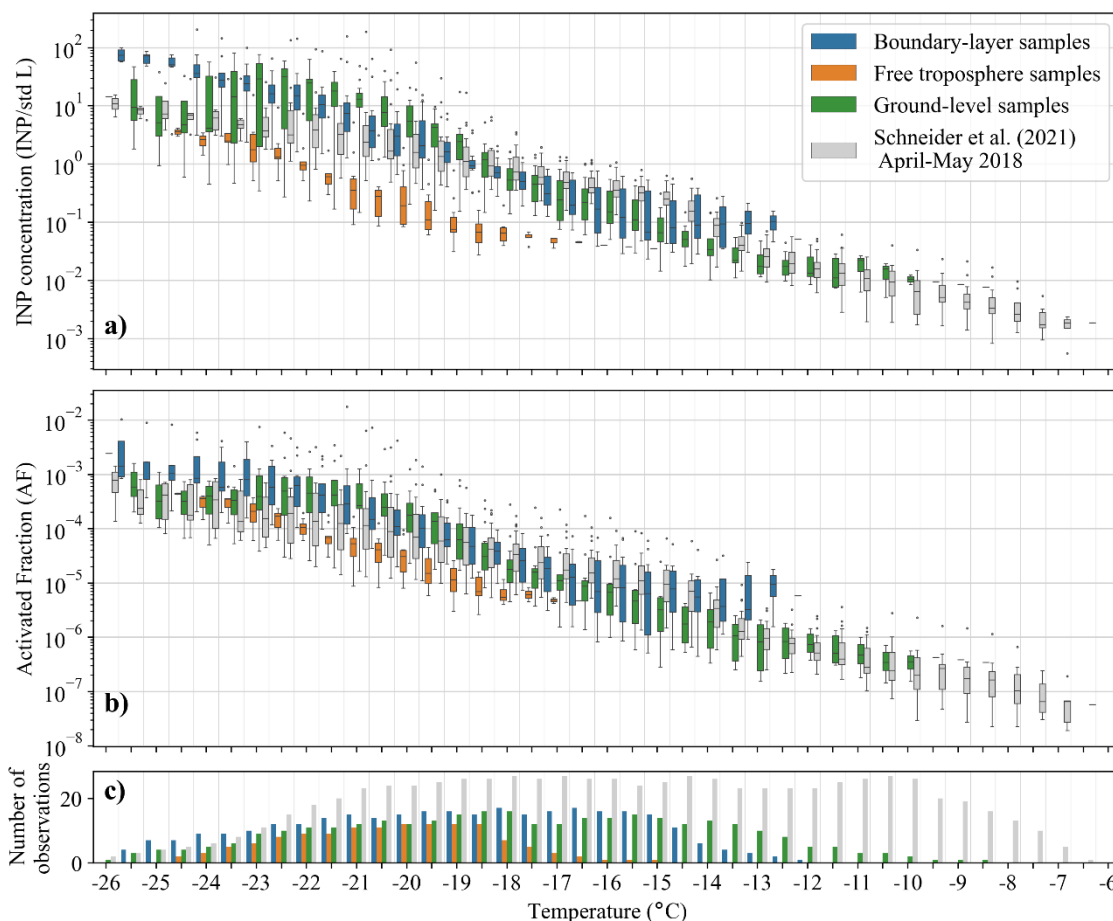 10²
10¹
10⁰
10⁻¹
10⁻²
10⁻³
INP concentration (INP/std L)
Boundary-layer samples
Free troposphere samples
Ground-level samples
Schneider et al. (2021)
April-May 2018
a)
10⁻²
10⁻³
10⁻⁴
10⁻⁵
10⁻⁶
10⁻⁷
10⁻⁸
Activated Fraction (AF)
b)
Number of
observations
20
0
c)
-26 -25 -24 -23 -22 -21 -20 -19 -18 -17 -16 -15 -14 -13 -12 -11 -10 -9 -8 -7 -6
Temperature (°C)